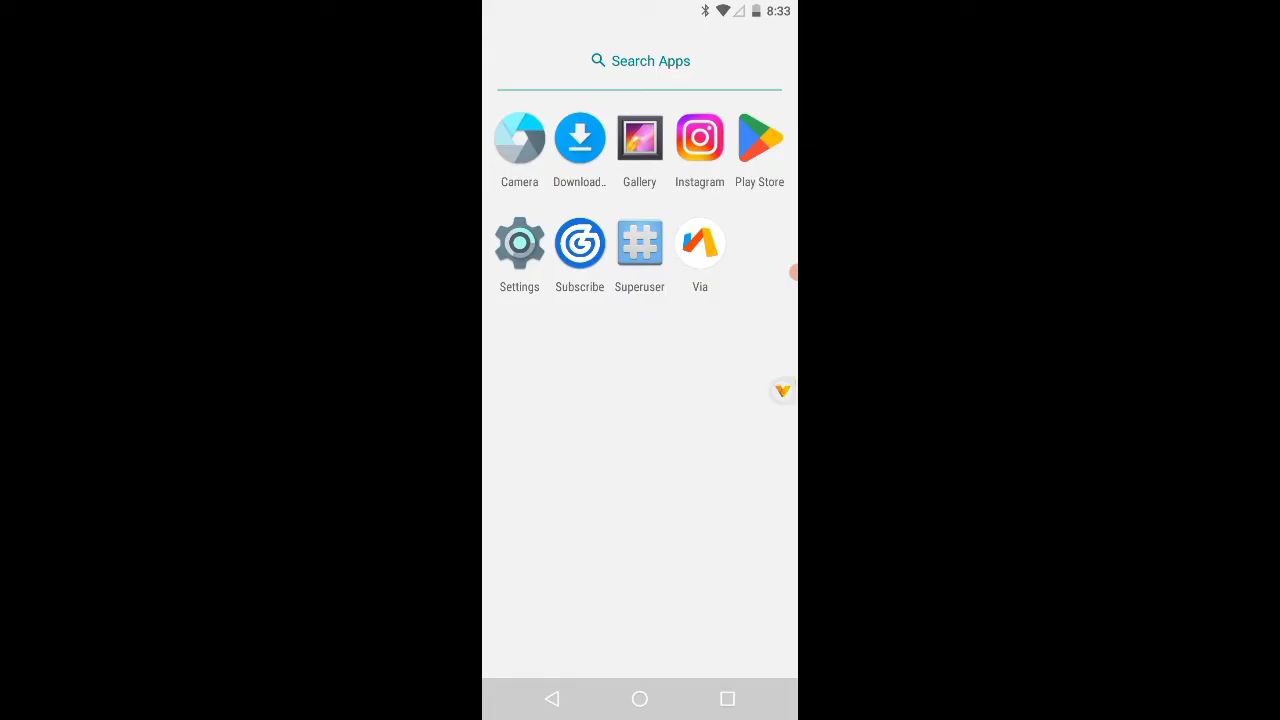 8:33
Search Apps
Camera Download.. Gallery Instagram Play Store
Settings Subscribe Superuser Via